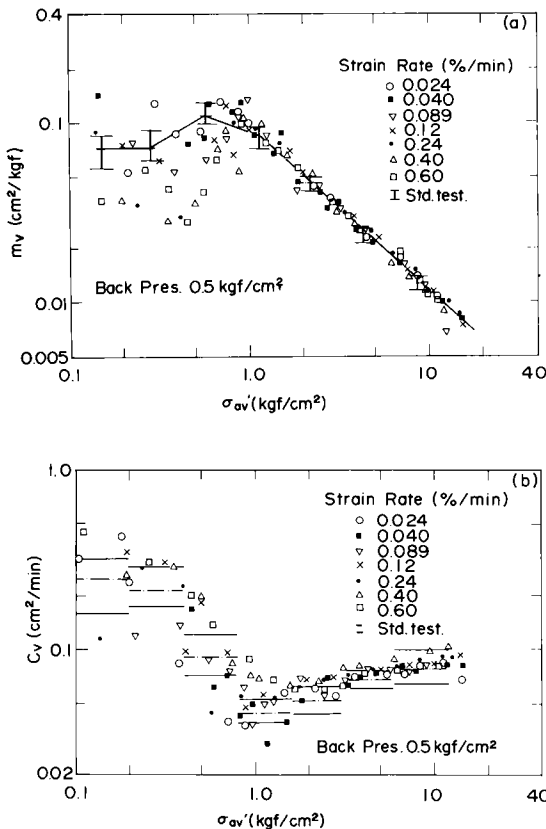 (a)
0.4
0.1
0.01
0.005
mv (cm²/kgf)
Strain Rate (%/min)
0.024
0.040
0.089
0.12
0.24
0.40
0.60
Std.test.
Back Pres. 0.5 kgf/cm²
0.1
1.0
10
40
σav'(kgf/cm²)
(b)
1.0
0.1
002
Cv (cm²/min)
Strain Rate (%/min)
0.024
0.040
0.089
0.12
0.24
0.40
0.60
Std.test.
Back Pres. 0.5 kgf/cm²
0.1
1.0
10
40
σav'(kgf/cm²)